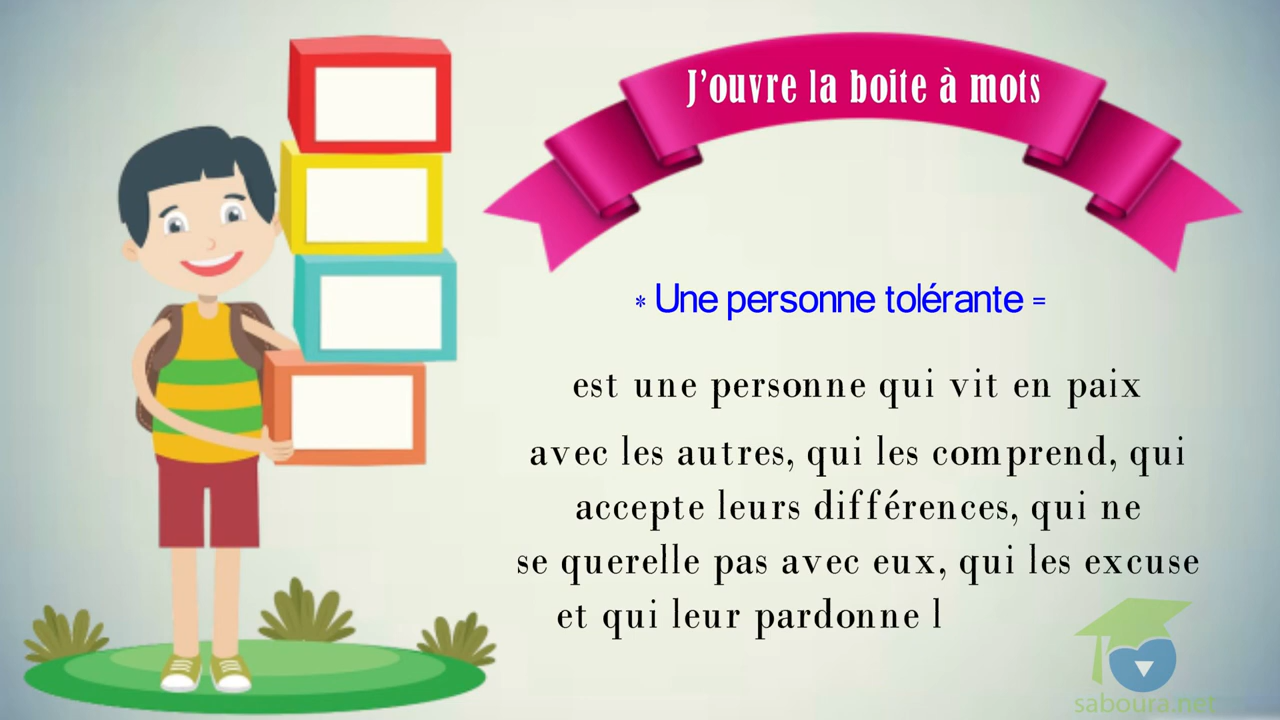 J'ouvre la boite à mots
* Une personne tolérante =
est une personne qui vit en paix
avec les autres, qui les comprend, qui
accepte leurs différences, qui ne
se querelle pas avec eux, qui les excuse
et qui leur pardonne l
saboura.net